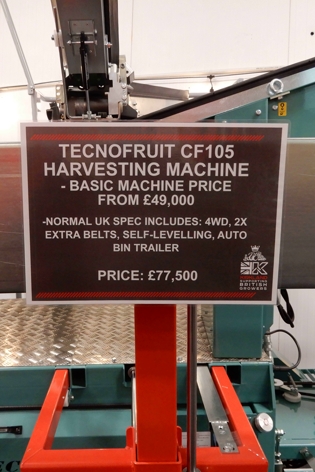 TECNOFRUIT CF105
HARVESTING MACHINE
- BASIC MACHINE PRICE
FROM £49,000
-NORMAL UK SPEC INCLUDES: 4WD, 2X
EXTRA BELTS, SELF-LEVELLING, AUTO
BIN TRAILER
PRICE: £77,500
SUPPORTING
BRITISH
GROWERS